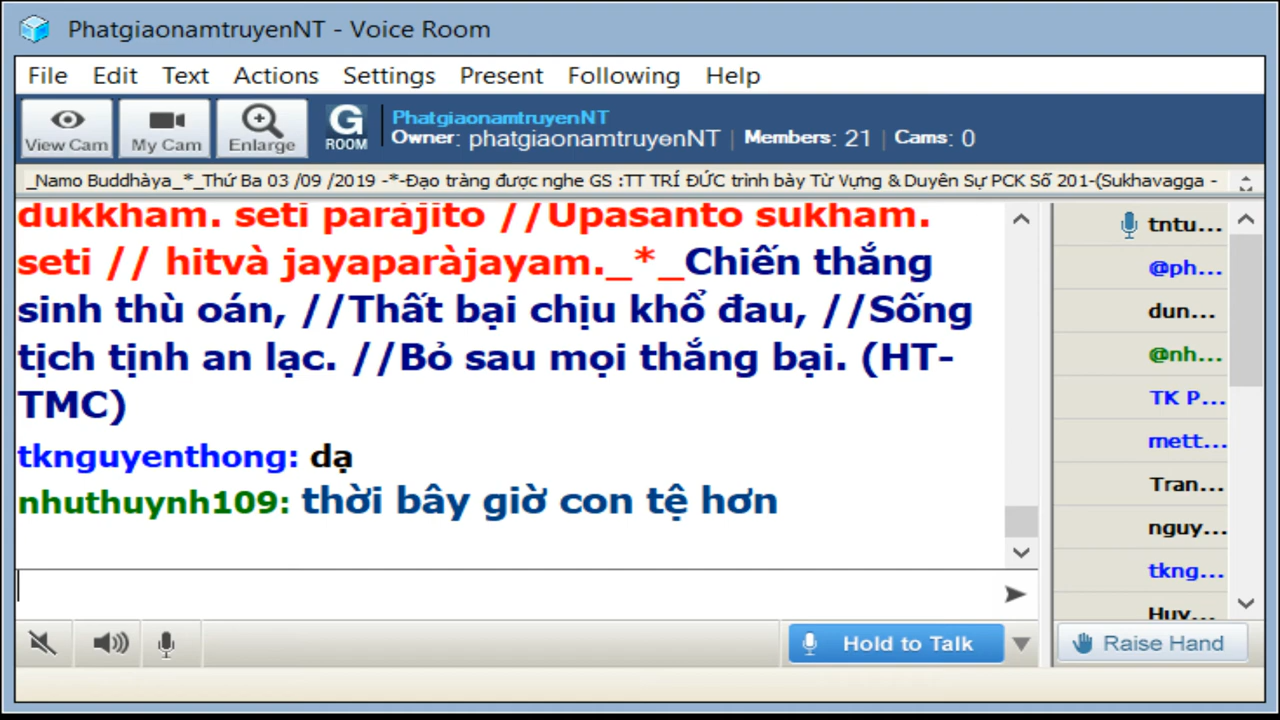 PhatgiaonamtruyenNT - Voice Room
File Edit Text Actions Settings Present Following Help
View Cam My Cam Enlarge G ROOM
PhatgiaonamtruyenNT
Owner: phatgiaonamtruyenNT | Members: 21 | Cams: 0
_Namo Buddhàya_*_Thứ Ba 03 /09 /2019 -*-Đạo tràng được nghe GS :TT TRÍ ĐỨC trình bày Từ Vựng & Duyên Sự PCK Số 201-(Sukhavagga -
dukkham. seti paràjito //Upasanto sukham.
seti // hitvà jayaparàjayam._*_Chiến thắng
sinh thù oán, //Thất bại chịu khổ đau, //Sống
tịch tịnh an lạc. //Bỏ sau mọi thắng bại. (HT-
TMC)
tknguyenthong: dạ
nhuthuynh109: thời bây giờ con tệ hơn
tntu...
@ph...
dun...
@nh...
TK P...
mett...
Tran...
nguy...
tkng...
Huy...
Hold to Talk
Raise Hand